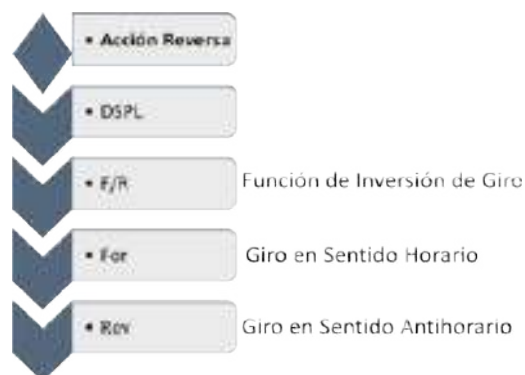 • Acción Reversa
• DSPL
• F/R Función de Inversión de Giro
• For Giro en Sentido Horario
• Rev Giro en Sentido Antihorario